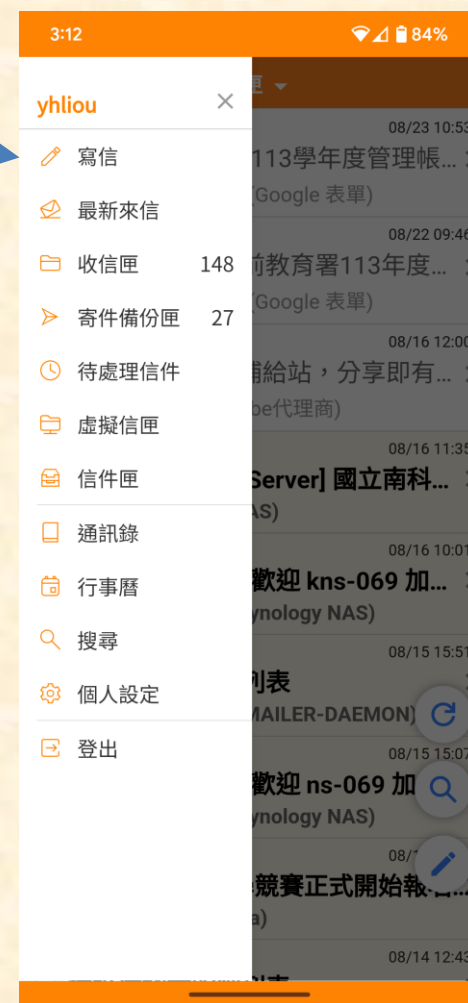 3:12 84%
yhliou
寫信
最新來信
收信匣 148
寄件備份匣 27
待處理信件
虛擬信匣
信件匣
通訊錄
行事曆
搜尋
個人設定
登出
08/23 10:53
113學年度管理帳...
(Google 表單)
08/22 09:46
前教育署113年度...
(Google 表單)
08/16 12:00
補給站,分享即有...
be代理商)
08/16 11:35
Server] 國立南科...
AS)
08/16 10:01
歡迎 kns-069 加...
ynology NAS)
08/15 15:51
列表
MAILER-DAEMON)
08/15 15:07
歡迎 ns-069 加
ynology NAS)
08/
競賽正式開始報
a)
08/14 12:43